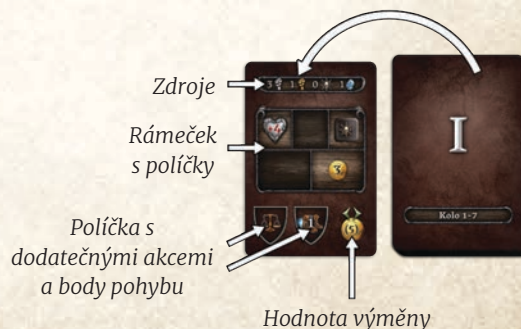 Zdroje
3 1 0 1
Rámeček
s políčky
3
I
Kolo 1-7
Políčka s
dodatečnými akcemi
a body pohybu
1
5
Hodnota výměny